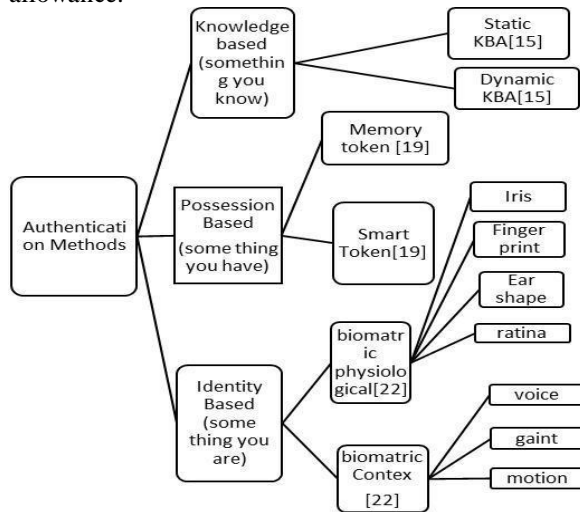 allowance.
Knowledge
based
(somethin
g you
know)
Static
KBA[15]
Dynamic
KBA[15]
Memory
token [19]
Authenticati
on Methods
Possession
Based
(some thing
you have)
Smart
Token[19]
Iris
Finger
print
Ear
shape
ratina
biomatr
ic
physiolo
gical[22]
Identity
Based
(some
thing you
are)
voice
gaint
motion
biomatric
Contex
[22]